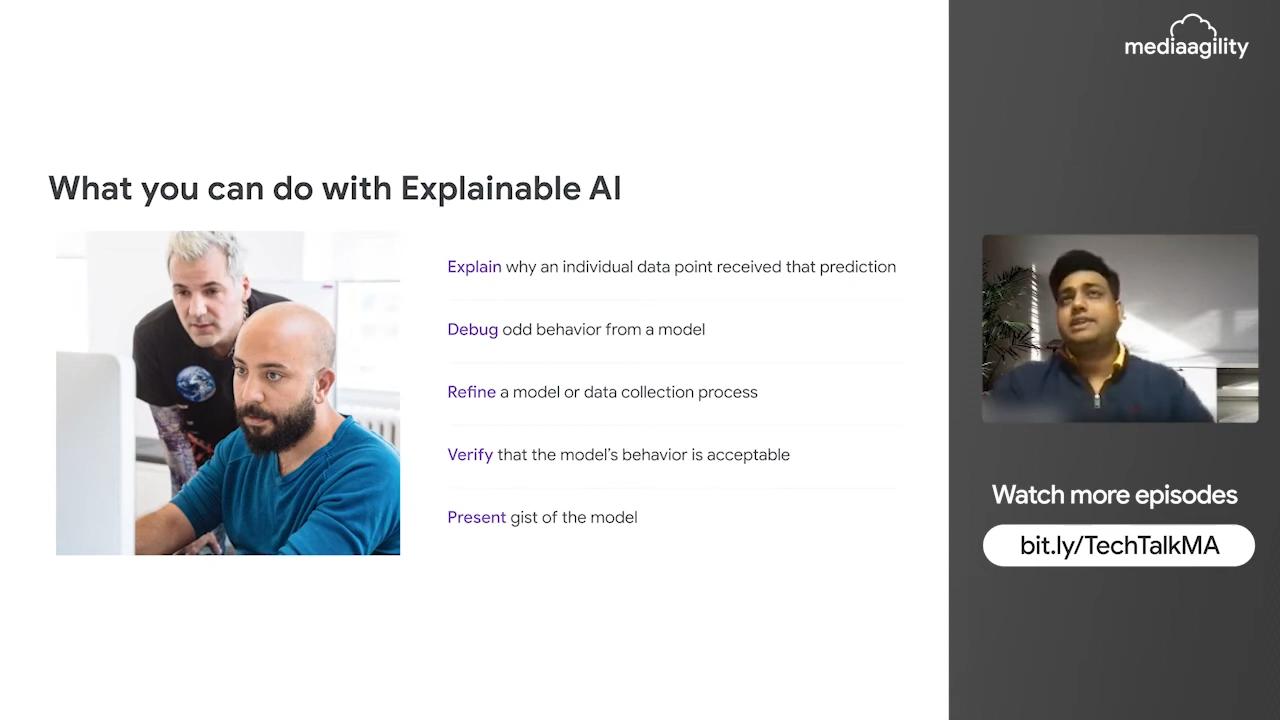 mediaagility
What you can do with Explainable AI
Explain why an individual data point received that prediction
Debug odd behavior from a model
Refine a model or data collection process
Verify that the model’s behavior is acceptable
Present gist of the model
Watch more episodes
bit.ly/TechTalkMA